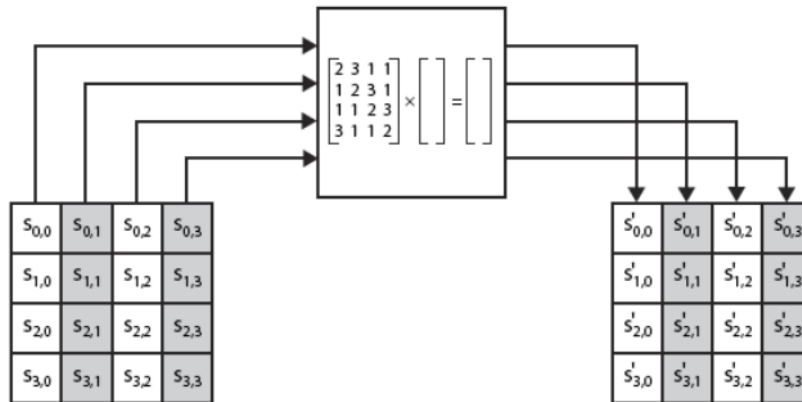 2 3 1 1
1 2 3 1
1 1 2 3
3 1 1 2
× =
S0,0 S0,1 S0,2 S0,3
S1,0 S1,1 S1,2 S1,3
S2,0 S2,1 S2,2 S2,3
S3,0 S3,1 S3,2 S3,3
S'0,0 S'0,1 S'0,2 S'0,3
S'1,0 S'1,1 S'1,2 S'1,3
S'2,0 S'2,1 S'2,2 S'2,3
S'3,0 S'3,1 S'3,2 S'3,3